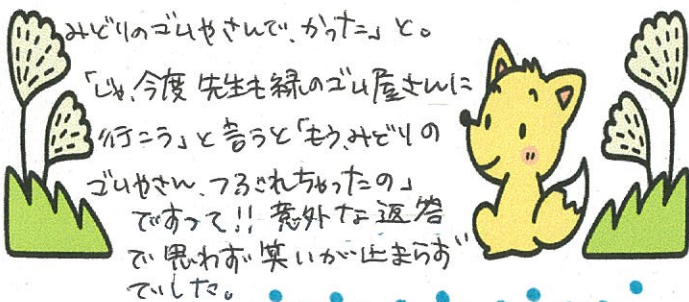 みどりのゴムやさんで、かった」と。
「じゃ、今度 先生も緑のゴム屋さんに
行こう」と言うと「もう、みどりの
ゴムやさん、つぶれちゃったの」
ですって!! 意外な返答
で思わず笑いが止まらず
でした。